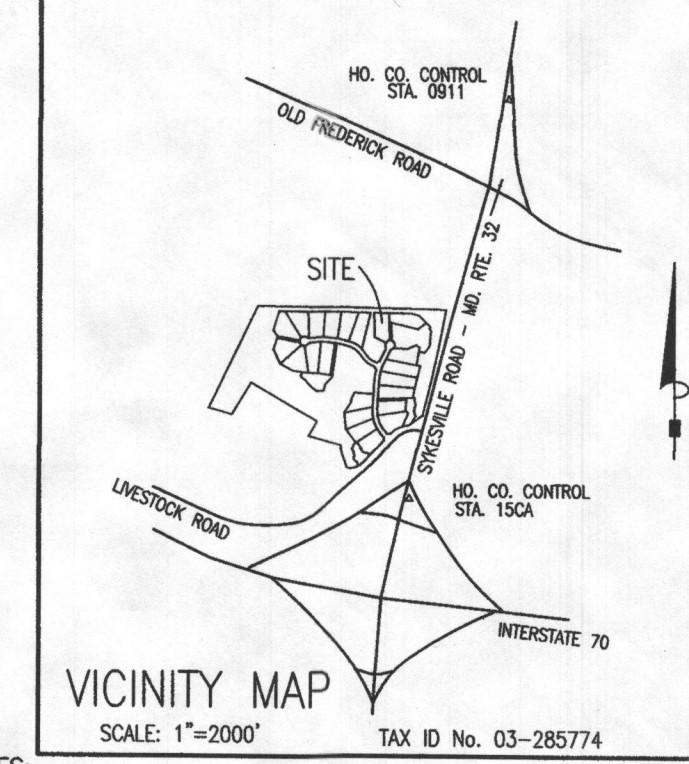 HO. CO. CONTROL
STA. 0911
OLD FREDERICK ROAD
SITE
SYKESVILLE ROAD - MD. RTE. 32
HO. CO. CONTROL
STA. 15CA
LIVESTOCK ROAD
INTERSTATE 70
VICINITY MAP
SCALE: 1"=2000'
TAX ID No. 03-285774